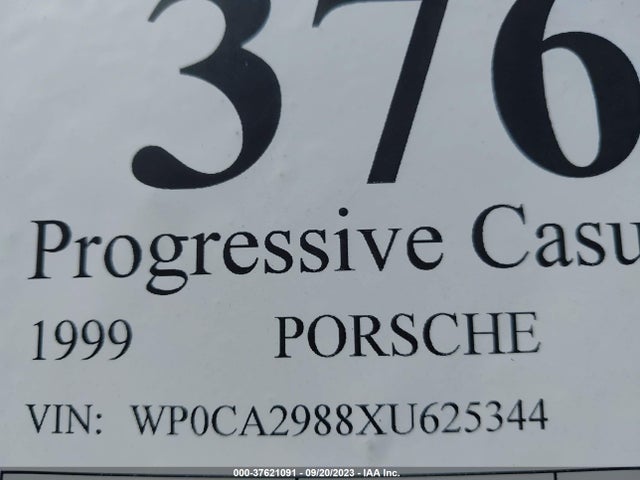 376
Progressive Casu
1999 PORSCHE
VIN: WP0CA2988XU625344
000-37621091 - 09/20/2023 - IAA Inc.